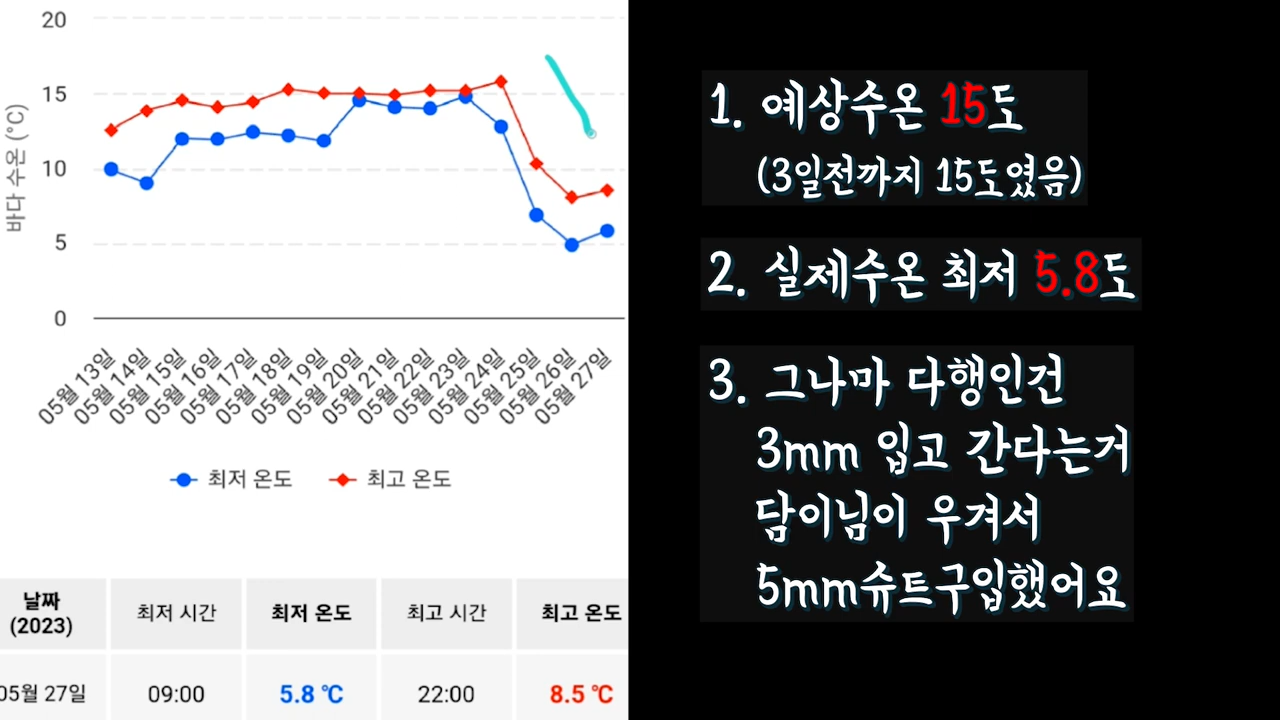 20
15
10
5
0
바다 수온 (°C)
05월 13일
05월 14일
05월 15일
05월 16일
05월 17일
05월 18일
05월 19일
05월 20일
05월 21일
05월 22일
05월 23일
05월 24일
05월 25일
05월 26일
05월 27일
최저 온도 최고 온도
날짜
(2023) 최저 시간 최저 온도 최고 시간 최고 온도
05월 27일 09:00 5.8 ℃ 22:00 8.5 ℃
1. 예상수온 15도
(3일전까지 15도였음)
2. 실제수온 최저 5.8도
3. 그나마 다행인건
3mm 입고 간다는거
담이님이 우겨서
5mm슈트구입했어요